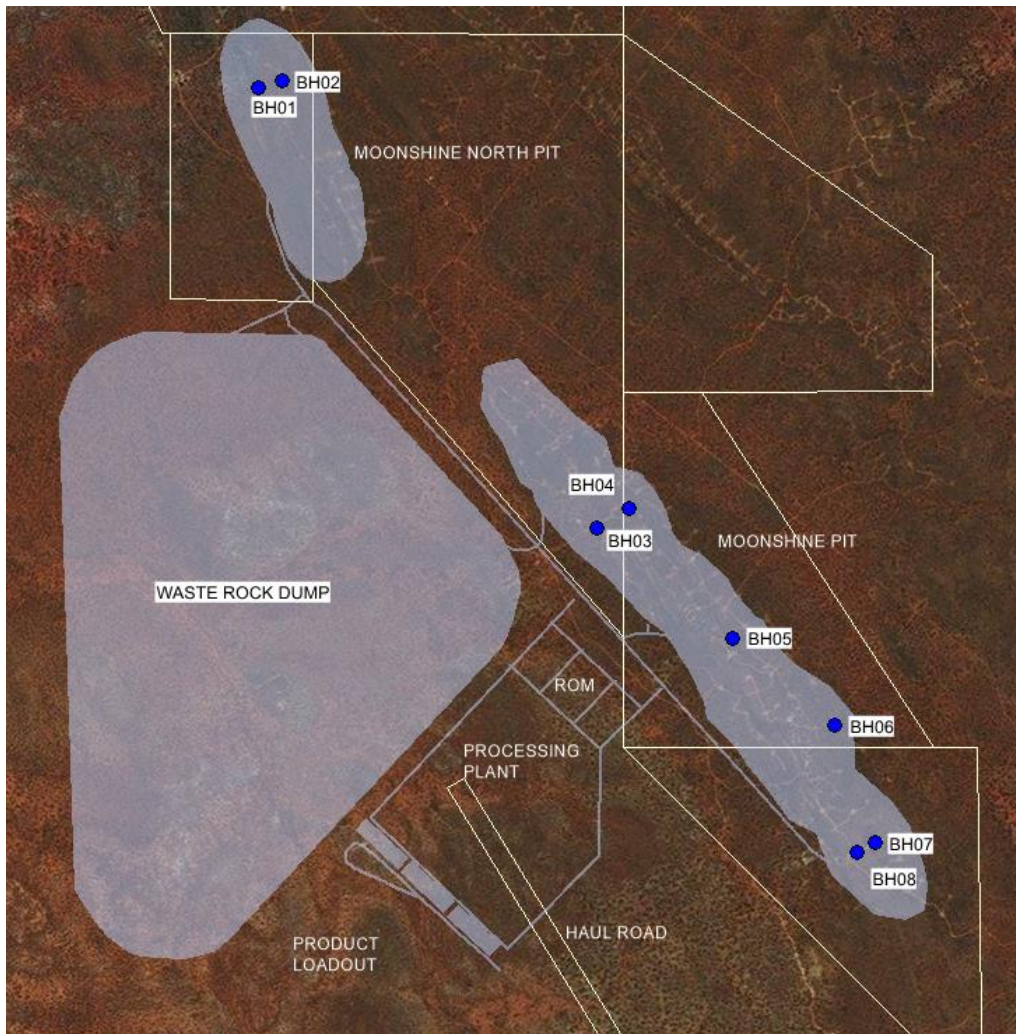 BH02
BH01
MOONSHINE NORTH PIT
BH04
BH03
MOONSHINE PIT
WASTE ROCK DUMP
BH05
ROM
BH06
PROCESSING
PLANT
BH07
BH08
HAUL ROAD
PRODUCT
LOADOUT